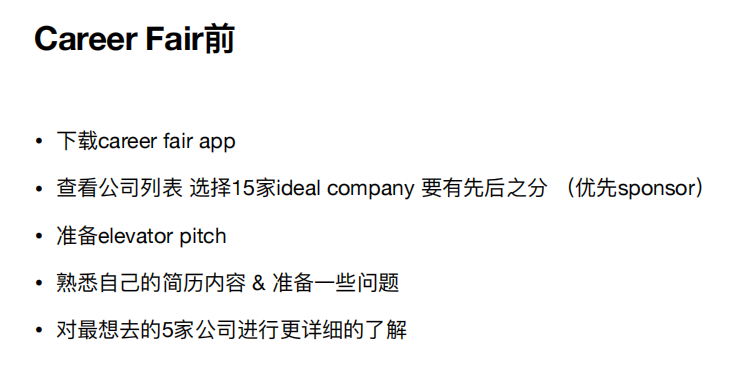 Career Fair前
• 下载career fair app
• 查看公司列表 选择15家ideal company 要有先后之分 （优先sponsor）
• 准备elevator pitch
• 熟悉自己的简历内容 & 准备一些问题
• 对最想去的5家公司进行更详细的了解